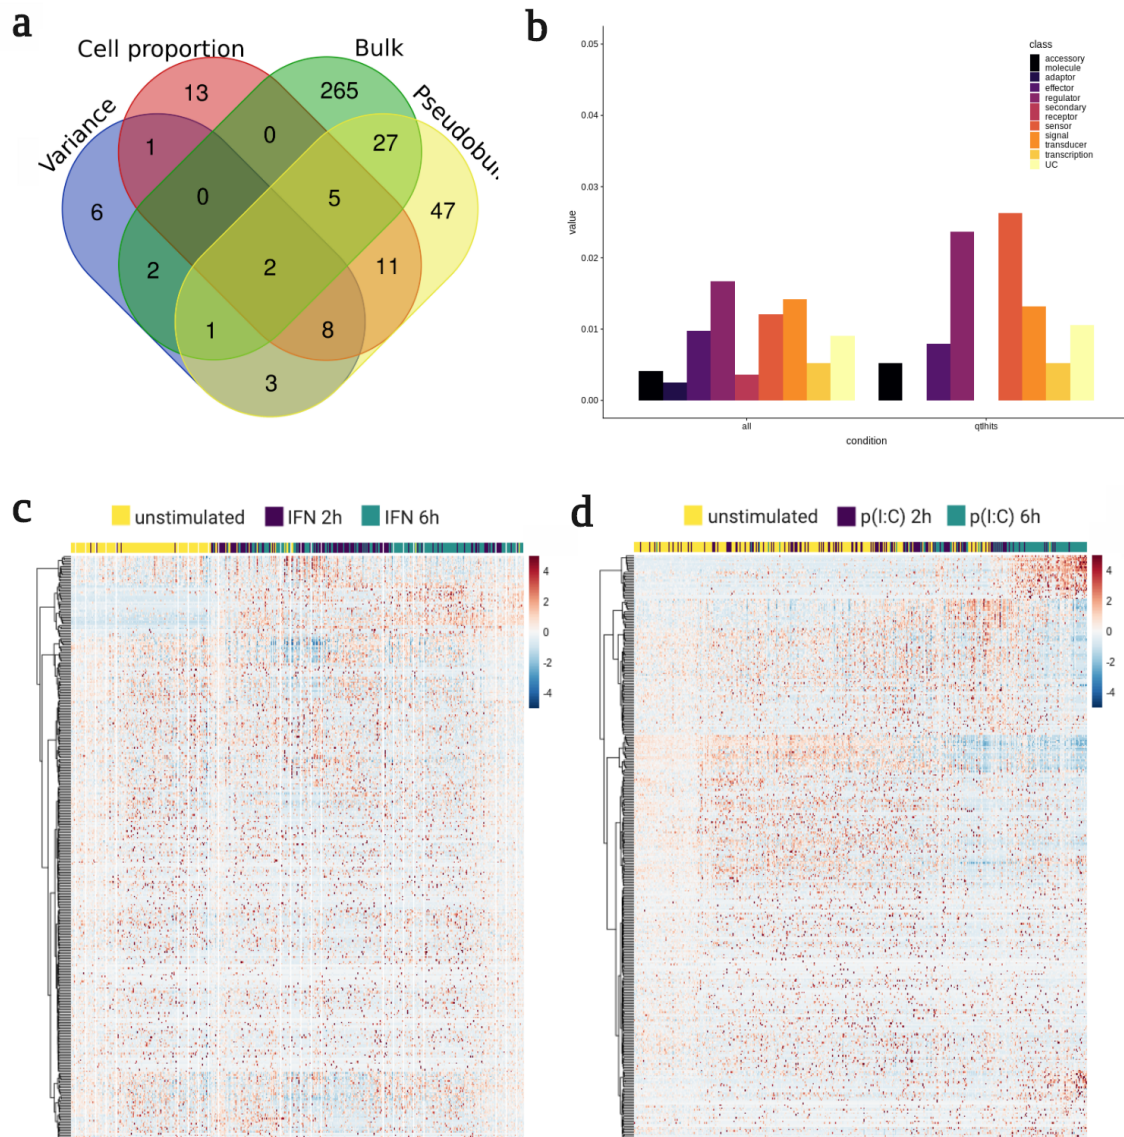 a
Cell proportion
Bulk
Variance
13
265
1
0
27
6
0
5
47
2
2
11
1
8
3
b
0.05
0.04
0.03
0.02
0.01
0.00
value
all
qtlhits
condition
class
accessory
molecule
adaptor
effector
regulator
secondary
receptor
sensor
signal
transducer
transcription
UC
c
unstimulated IFN 2h IFN 6h
4
2
0
-2
-4
d
unstimulated p(I:C) 2h p(I:C) 6h
4
2
0
-2
-4